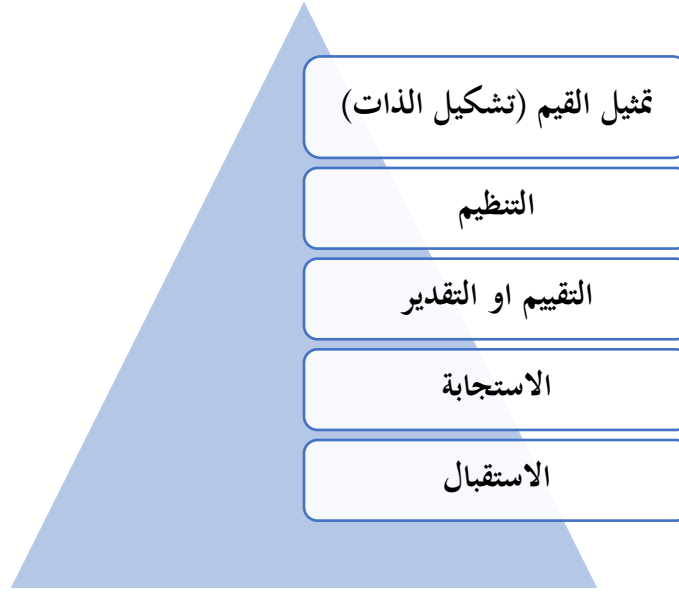 تمثيل القيم (تشكيل الذات)
التنظيم
التقييم او التقدير
الاستجابة
الاستقبال